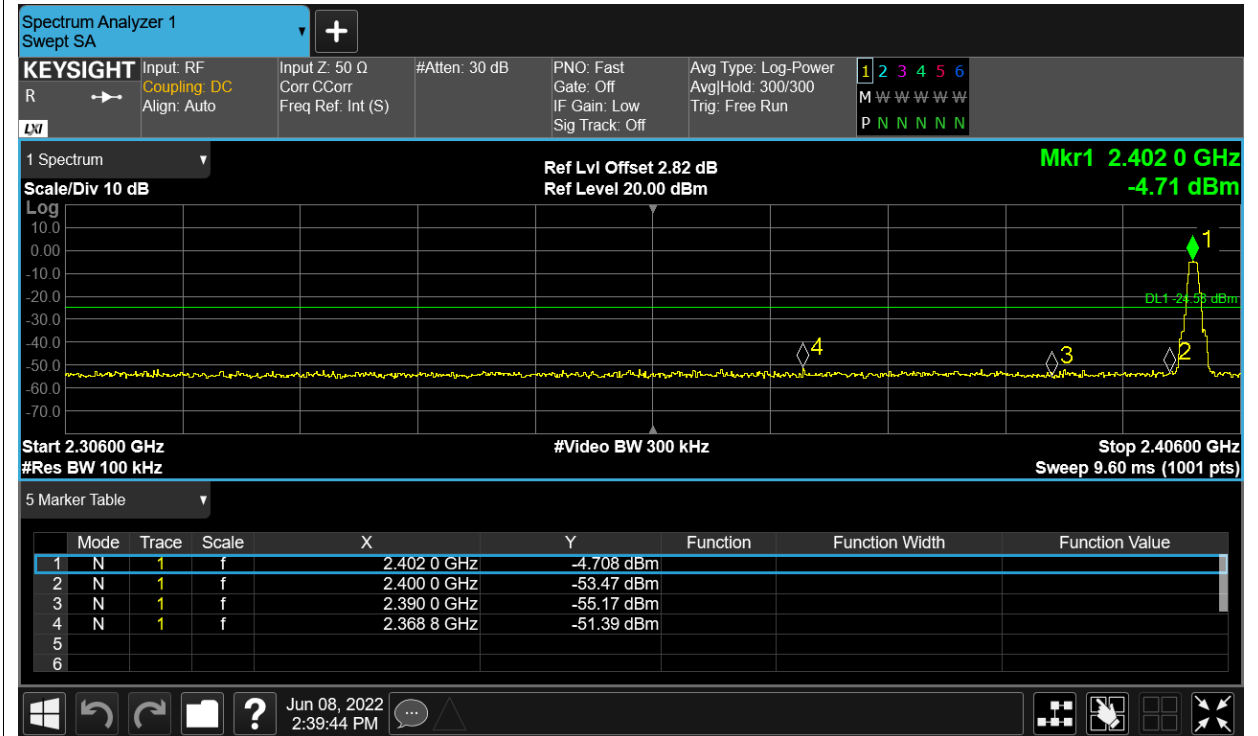 Spectrum Analyzer 1
Swept SA
KEYSIGHT
R
LXI
Input: RF
Coupling: DC
Align: Auto
Input Z: 50 Ω
Corr CCorr
Freq Ref: Int (S)
#Atten: 30 dB
PNO: Fast
Gate: Off
IF Gain: Low
Sig Track: Off
Avg Type: Log-Power
Avg|Hold: 300/300
Trig: Free Run
1 2 3 4 5 6
M W W W W W
P N N N N N
1 Spectrum
Scale/Div 10 dB
Ref Lvl Offset 2.82 dB
Ref Level 20.00 dBm
Mkr1 2.402 0 GHz
-4.71 dBm
Log
10.0
0.00
-10.0
-20.0
-30.0
-40.0
-50.0
-60.0
-70.0
1
DL1 -24.58 dBm
4
3
2
Start 2.30600 GHz
#Video BW 300 kHz
Stop 2.40600 GHz
#Res BW 100 kHz
Sweep 9.60 ms (1001 pts)
5 Marker Table
Mode Trace Scale X Y Function Function Width Function Value
1 N 1 f 2.402 0 GHz -4.708 dBm
2 N 1 f 2.400 0 GHz -53.47 dBm
3 N 1 f 2.390 0 GHz -55.17 dBm
4 N 1 f 2.368 8 GHz -51.39 dBm
5
6
?
Jun 08, 2022
2:39:44 PM